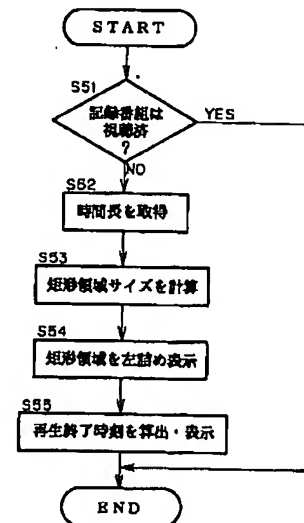 START
S51
記録番組は
視聴済
?
YES
NO
S52
時間長を取得
S53
矩形領域サイズを計算
S54
矩形領域を左詰め表示
S55
再生終了時刻を算出・表示
END